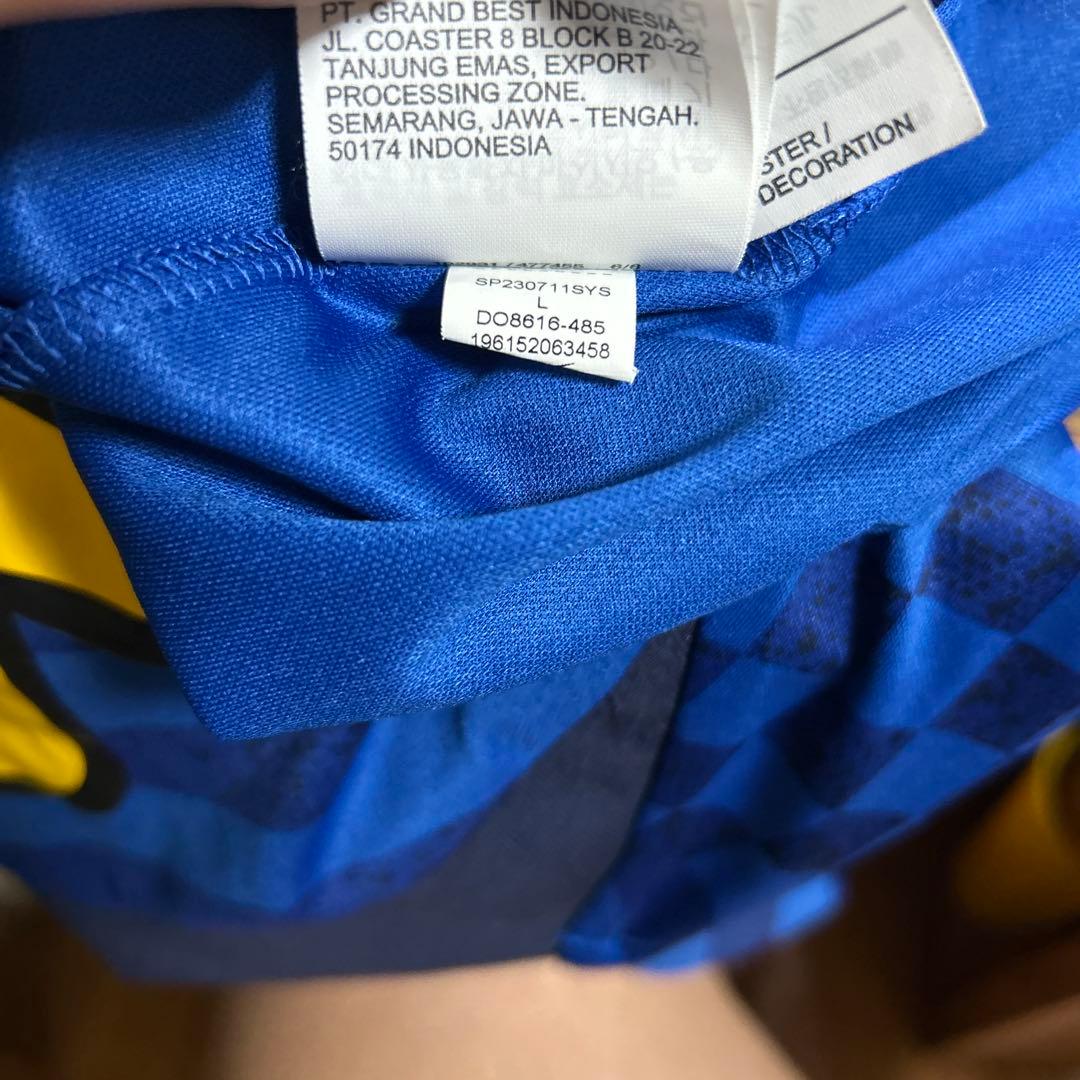 PT. GRAND BEST INDONESIA
JL. COASTER 8 BLOCK B 20-22
TANJUNG EMAS, EXPORT
PROCESSING ZONE.
SEMARANG, JAWA - TENGAH.
50174 INDONESIA
STER /
DECORATION
SP230711SYS
L
DO8616-485
196152063458